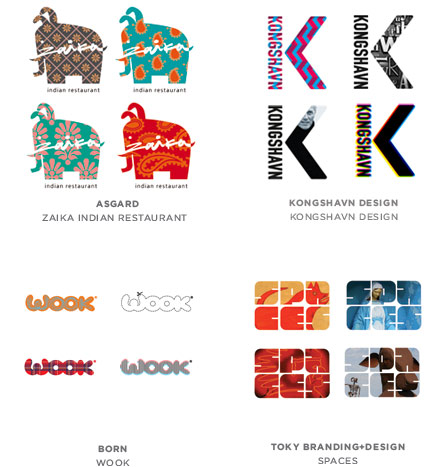 zaika
indian restaurant
zaika
indian restaurant
zaika
indian restaurant
zaika
indian restaurant
ASGARD
ZAIKA INDIAN RESTAURANT
KONGSHAVN
KONGSHAVN
KONGSHAVN
KONGSHAVN
KONGSHAVN DESIGN
KONGSHAVN DESIGN
WOOK
WOOK
WOOK
WOOK
BORN
WOOK
SPA
CES
SPA
CES
SPA
CES
SPA
CES
TOKY BRANDING+DESIGN
SPACES